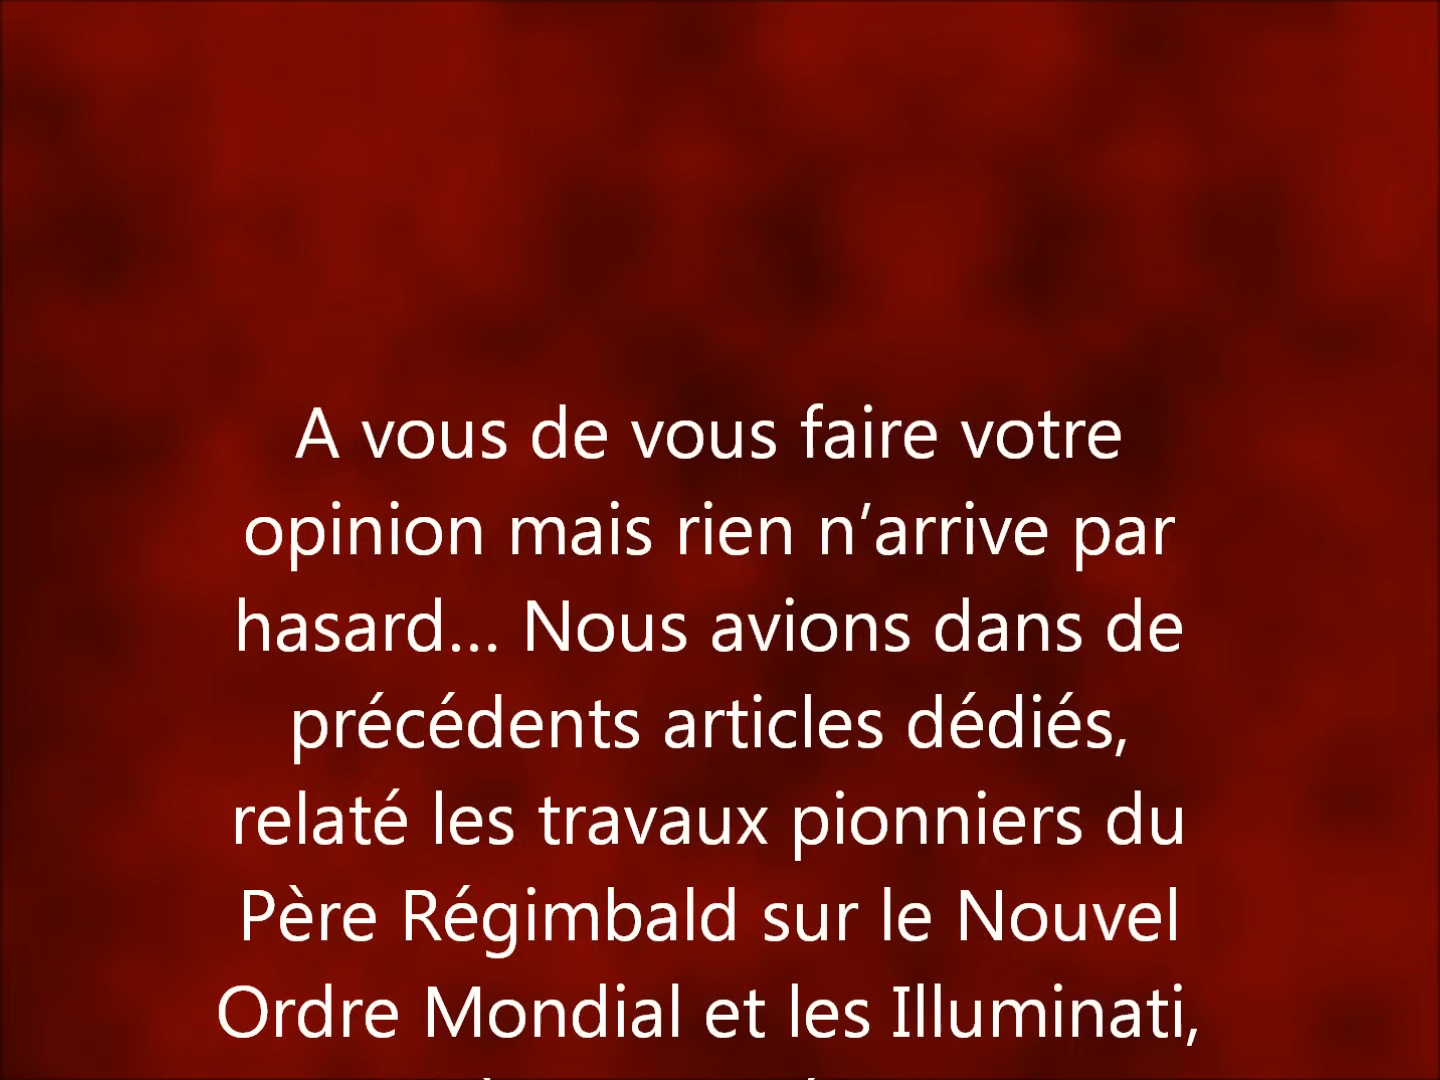 A vous de vous faire votre
opinion mais rien n’arrive par
hasard… Nous avions dans de
précédents articles dédiés,
relaté les travaux pionniers du
Père Régimbald sur le Nouvel
Ordre Mondial et les Illuminati,